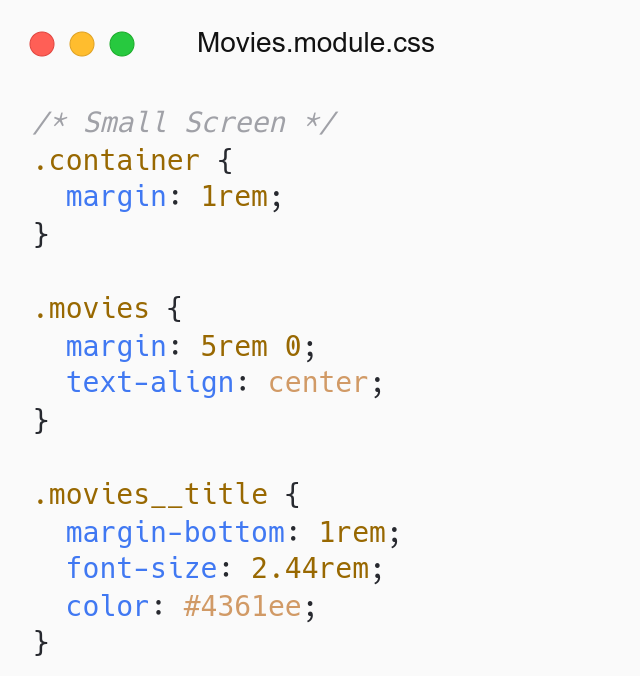 Movies.module.css
/* Small Screen */
.container {
  margin: 1rem;
}

.movies {
  margin: 5rem 0;
  text-align: center;
}

.movies__title {
  margin-bottom: 1rem;
  font-size: 2.44rem;
  color: #4361ee;
}